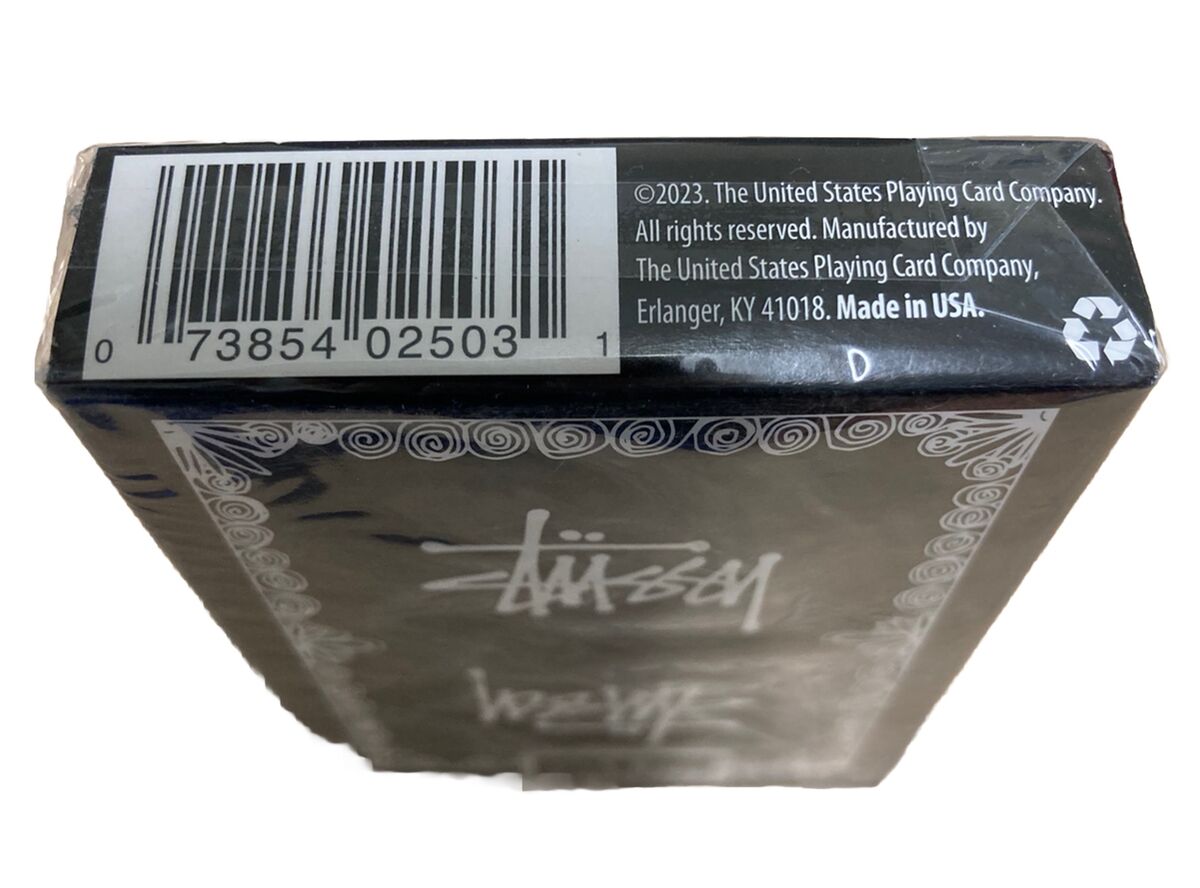 0 73854 02503 1
©2023. The United States Playing Card Company.
All rights reserved. Manufactured by
The United States Playing Card Company,
Erlanger, KY 41018. Made in USA.
D
Stüssy